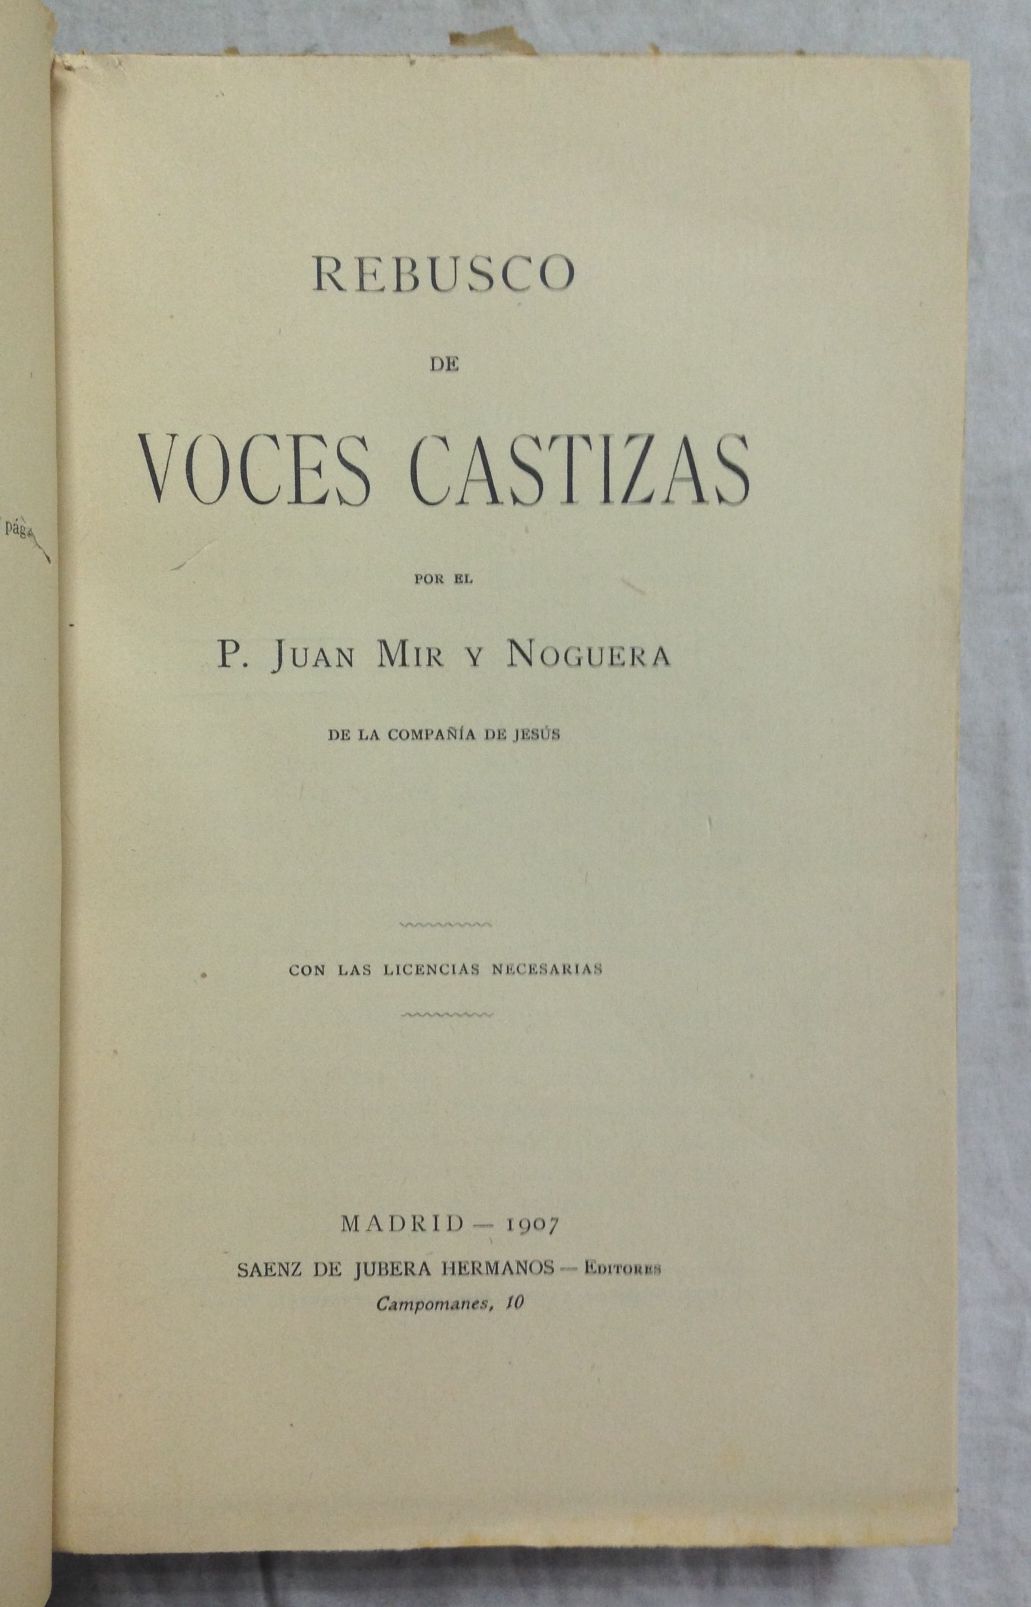 REBUSCO
DE
VOCES CASTIZAS
POR EL
P. JUAN MIR Y NOGUERA
DE LA COMPAÑÍA DE JESÚS
CON LAS LICENCIAS NECESARIAS
MADRID — 1907
SAENZ DE JUBERA HERMANOS — EDITORES
Campomanes, 10